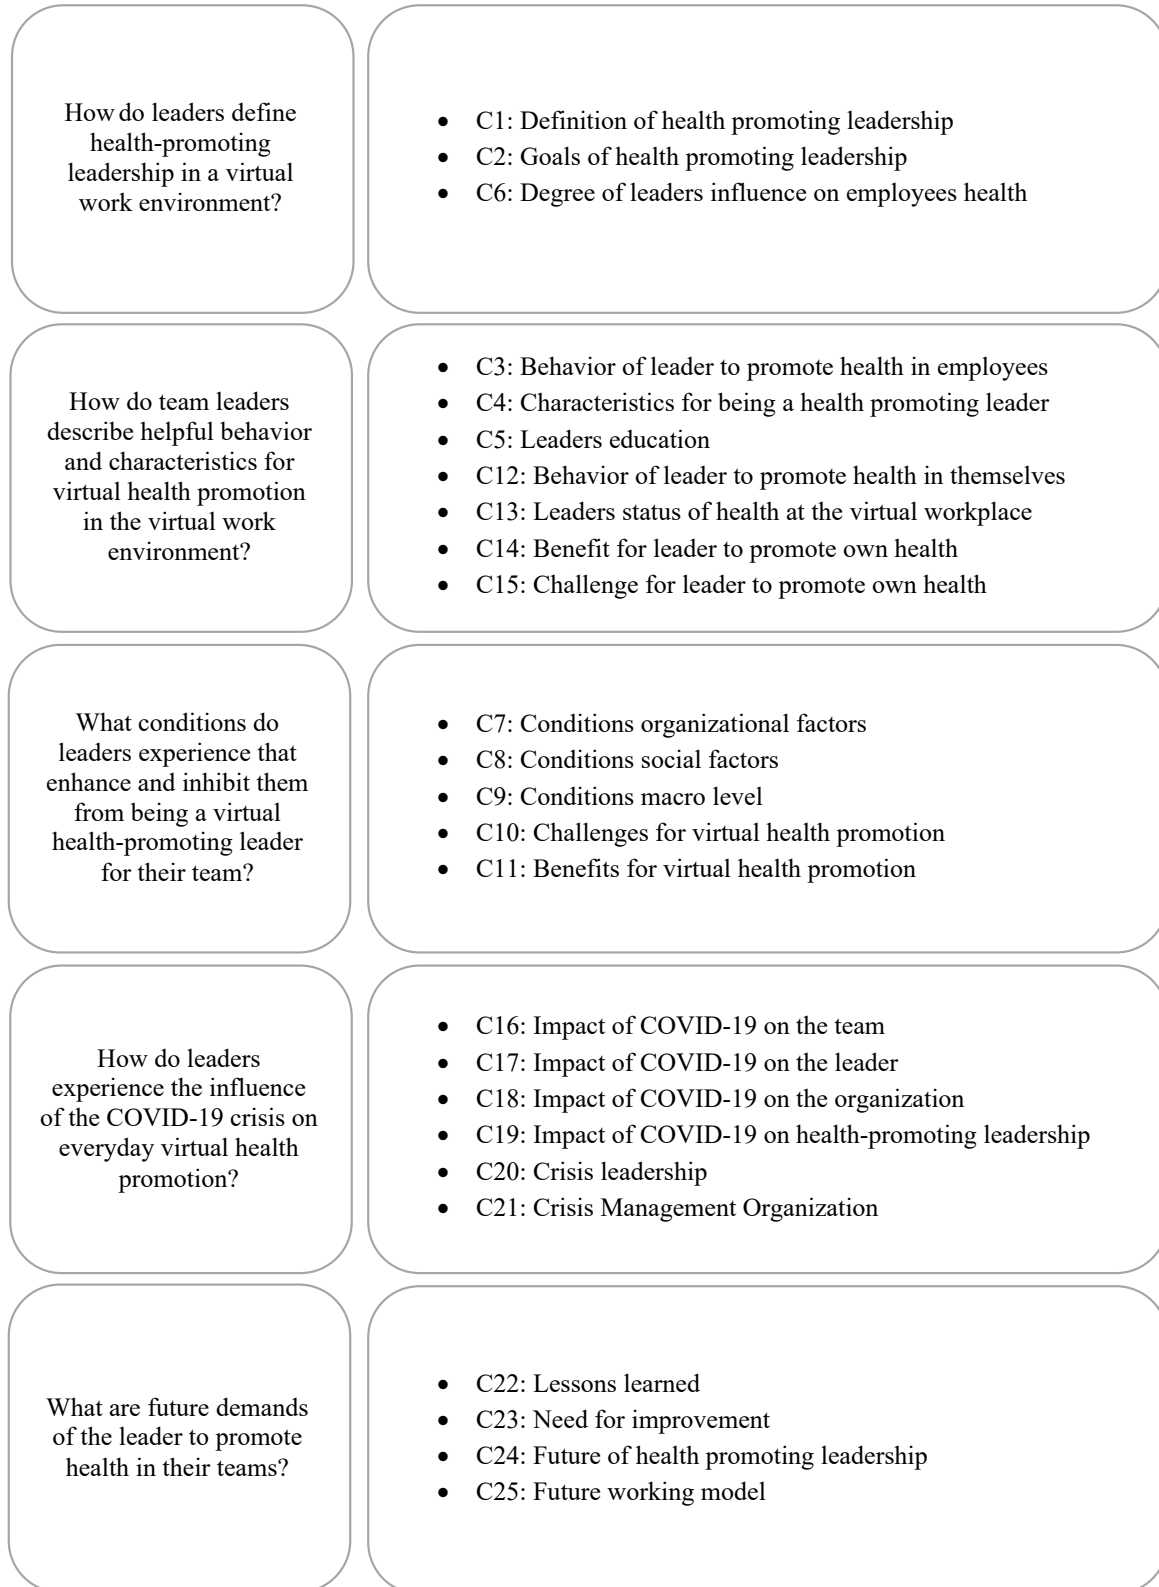 How do leaders define
health-promoting
leadership in a virtual
work environment?
• C1: Definition of health promoting leadership
• C2: Goals of health promoting leadership
• C6: Degree of leaders influence on employees health
How do team leaders
describe helpful behavior
and characteristics for
virtual health promotion
in the virtual work
environment?
• C3: Behavior of leader to promote health in employees
• C4: Characteristics for being a health promoting leader
• C5: Leaders education
• C12: Behavior of leader to promote health in themselves
• C13: Leaders status of health at the virtual workplace
• C14: Benefit for leader to promote own health
• C15: Challenge for leader to promote own health
What conditions do
leaders experience that
enhance and inhibit them
from being a virtual
health-promoting leader
for their team?
• C7: Conditions organizational factors
• C8: Conditions social factors
• C9: Conditions macro level
• C10: Challenges for virtual health promotion
• C11: Benefits for virtual health promotion
How do leaders
experience the influence
of the COVID-19 crisis on
everyday virtual health
promotion?
• C16: Impact of COVID-19 on the team
• C17: Impact of COVID-19 on the leader
• C18: Impact of COVID-19 on the organization
• C19: Impact of COVID-19 on health-promoting leadership
• C20: Crisis leadership
• C21: Crisis Management Organization
What are future demands
of the leader to promote
health in their teams?
• C22: Lessons learned
• C23: Need for improvement
• C24: Future of health promoting leadership
• C25: Future working model